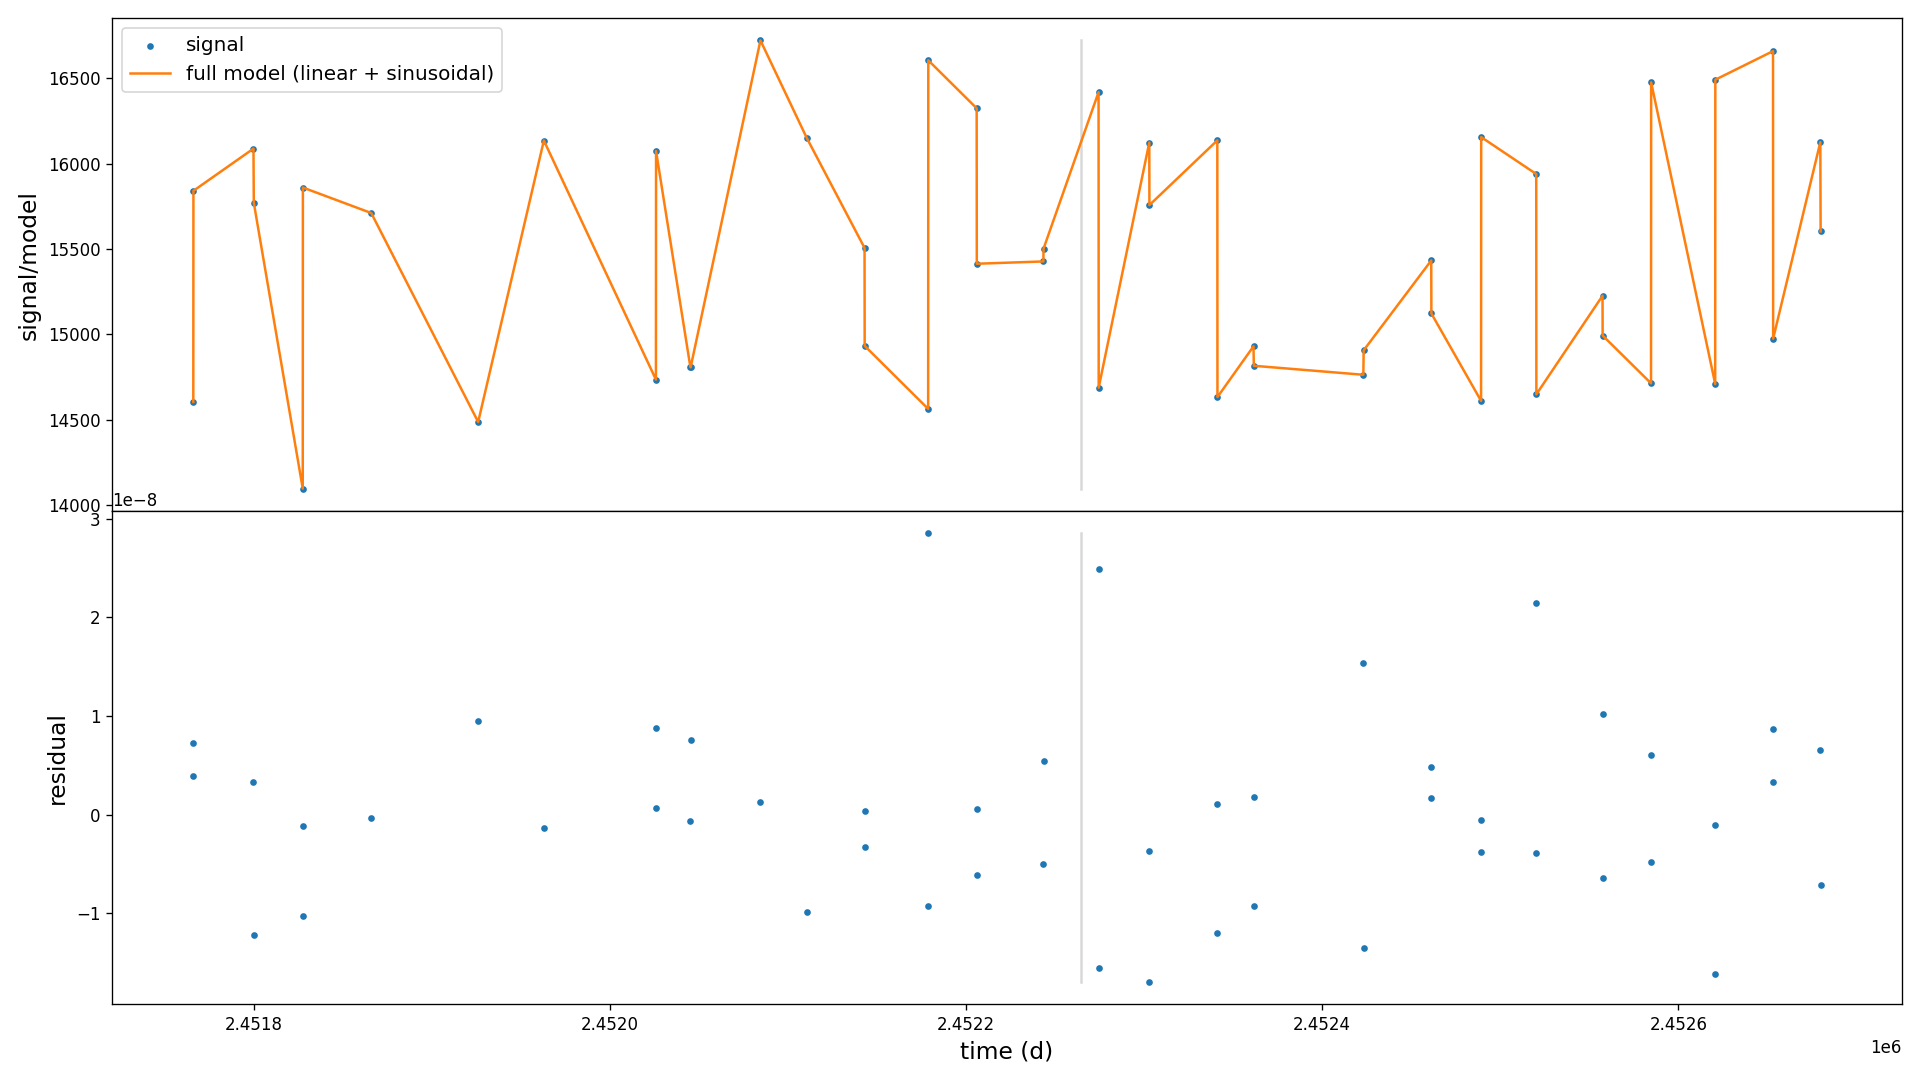 signal
full model (linear + sinusoidal)
16500
16000
15500
15000
14500
14000
signal/model
1e−8
3
2
1
0
−1
residual
2.4518
2.4520
2.4522
2.4524
2.4526
1e6
time (d)